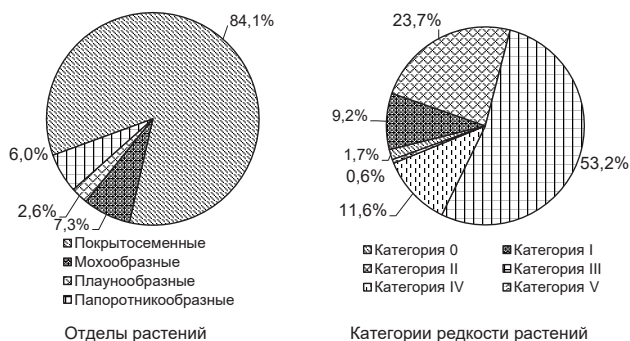 84,1%
6,0%
2,6%
7,3%
Покрытосеменные
Мохообразные
Плаунообразные
Папоротникообразные
Отделы растений
23,7%
9,2%
1,7%
0,6%
11,6%
53,2%
Категория 0 Категория I
Категория II Категория III
Категория IV Категория V
Категории редкости растений